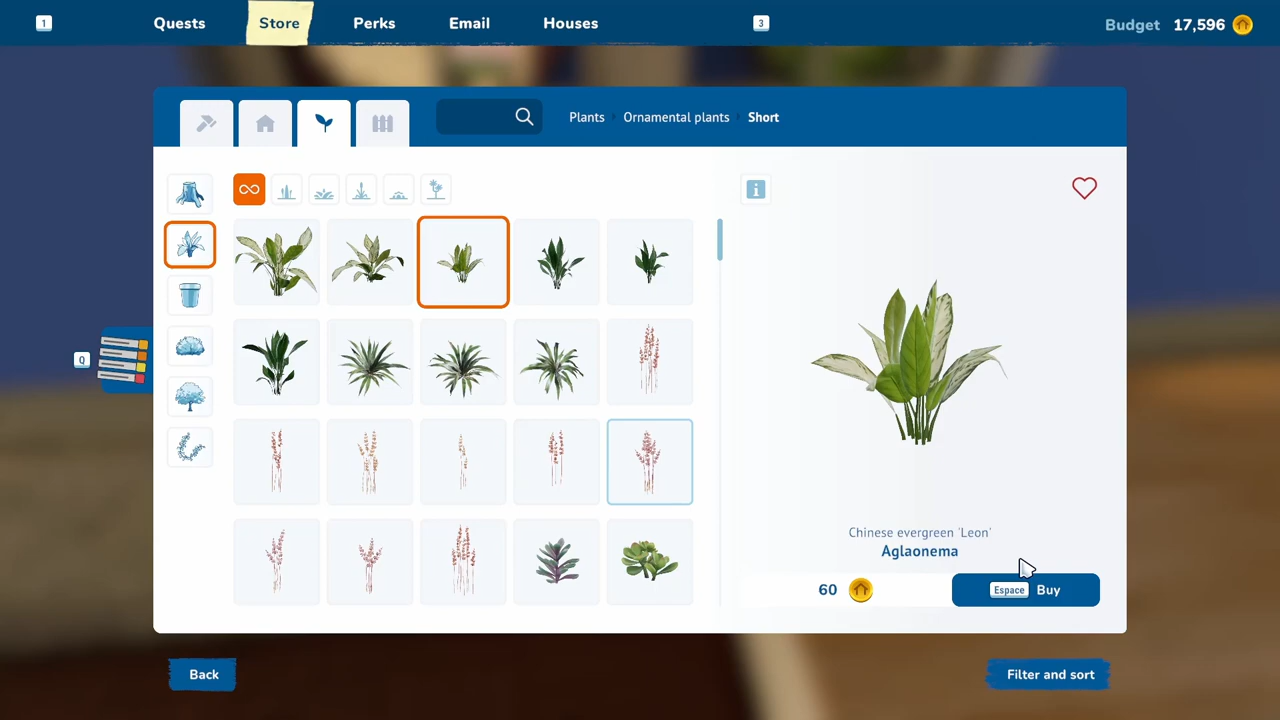 1
Quests
Store
Perks
Email
Houses
3
Budget 17,596
Plants
Ornamental plants
Short
Q
Chinese evergreen 'Leon'
Aglaonema
60
Espace Buy
Back
Filter and sort